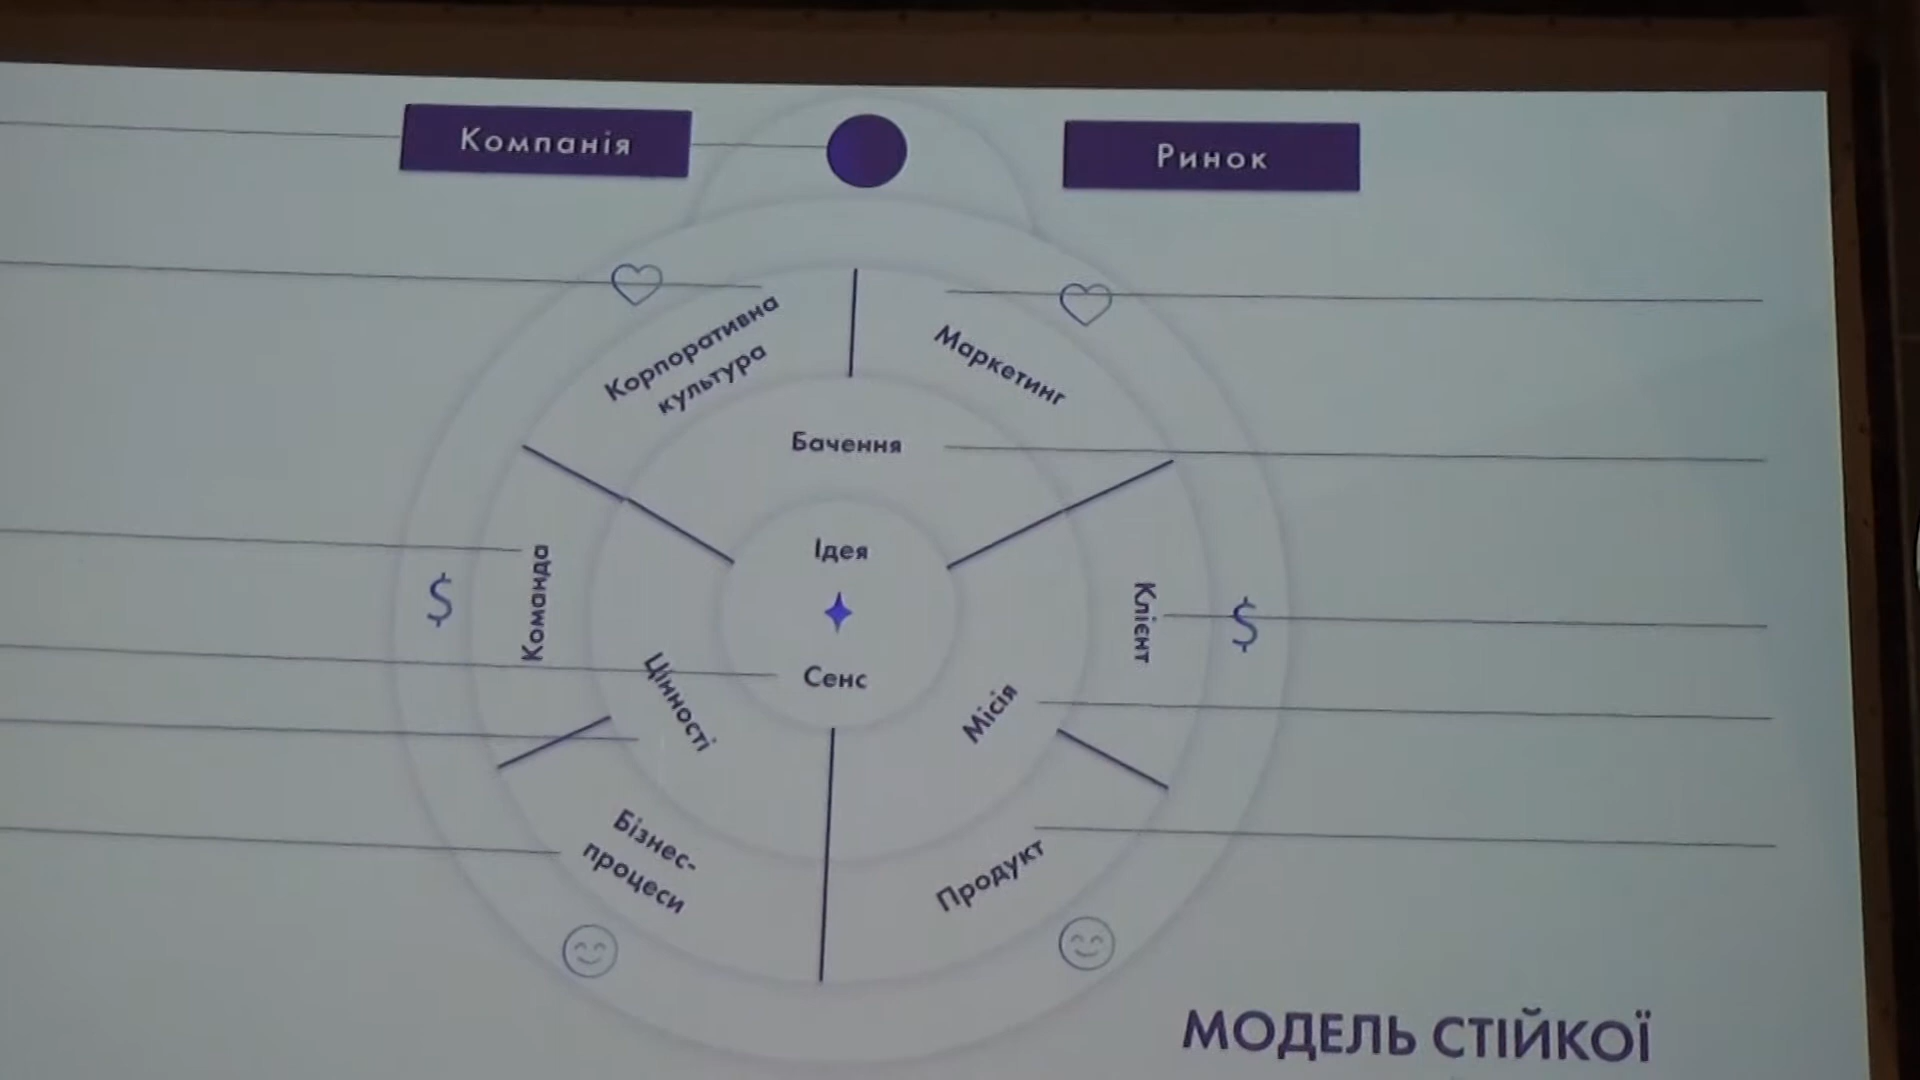 Компанія
Ринок
Корпоративна
культура
Маркетинг
Бачення
Ідея
Команда
Клієнт
Сенс
Цінності
Місія
Бізнес-
процеси
Продукт
МОДЕЛЬ СТІЙКОЇ